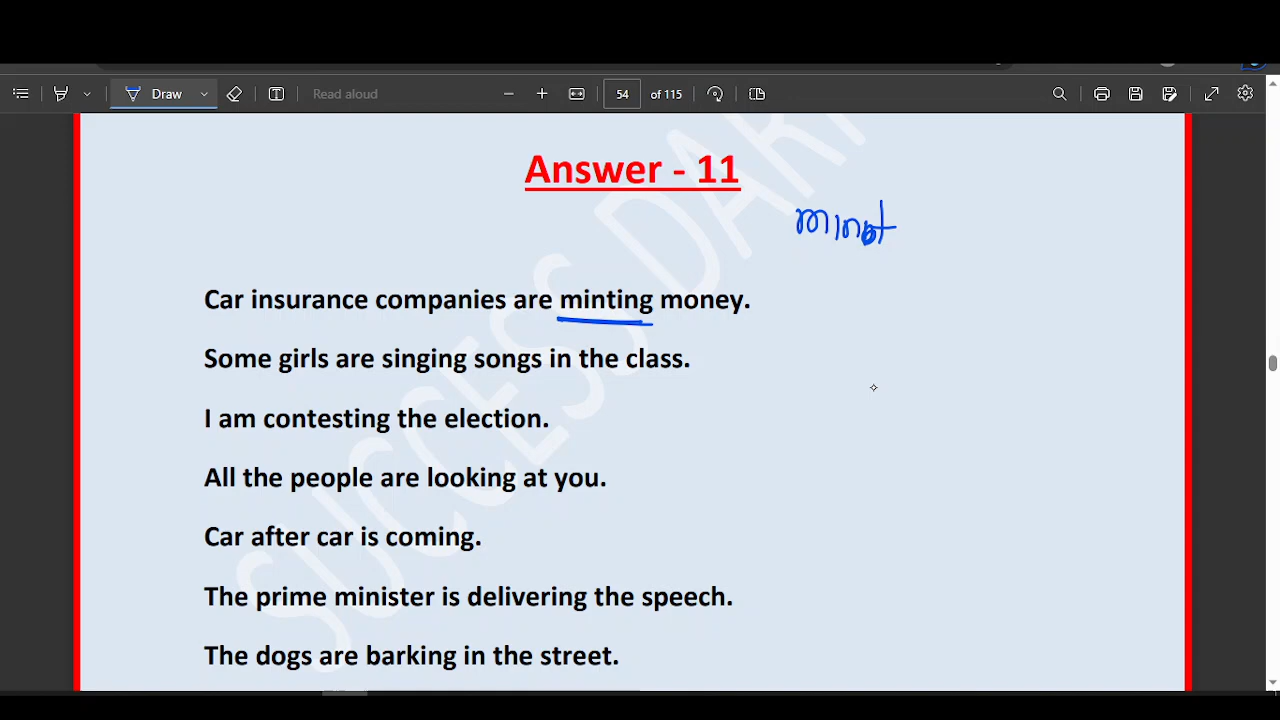 Draw
Read aloud
54 of 115
Answer - 11
Car insurance companies are minting money.
Some girls are singing songs in the class.
I am contesting the election.
All the people are looking at you.
Car after car is coming.
The prime minister is delivering the speech.
The dogs are barking in the street.